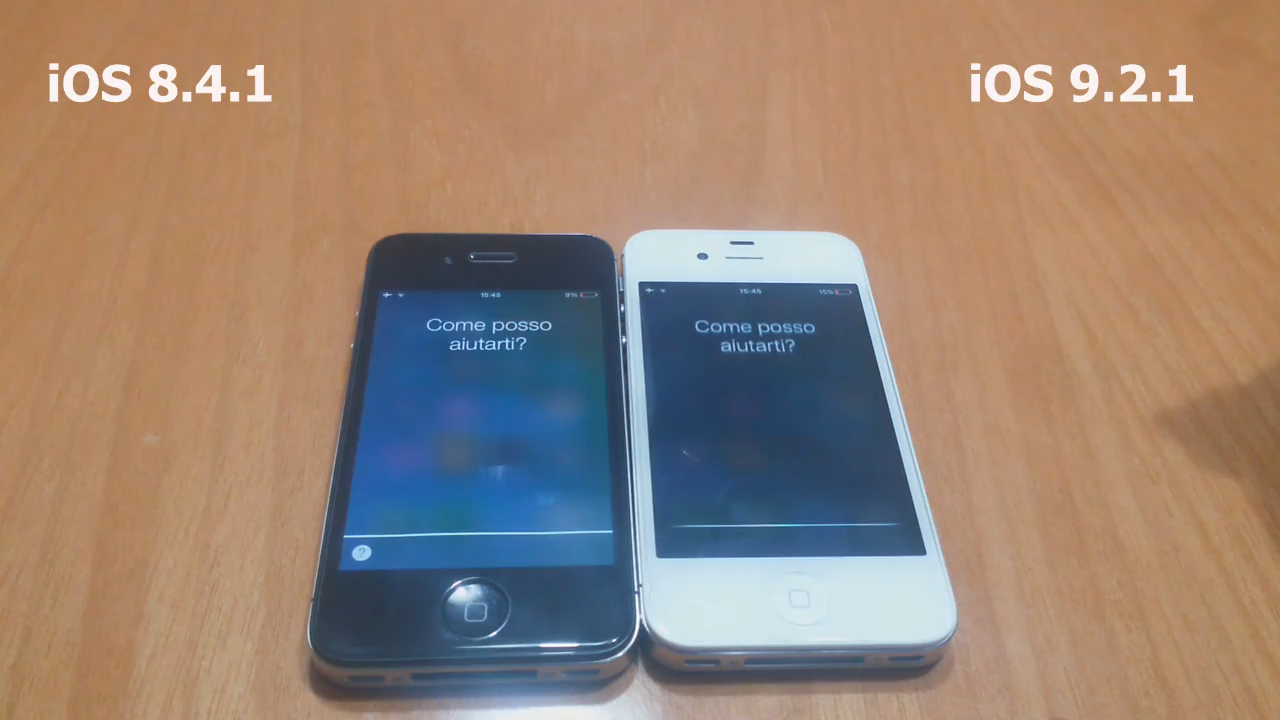 iOS 8.4.1
iOS 9.2.1
15:45
9%
Come posso
aiutarti?
?
15:45
15%
Come posso
aiutarti?